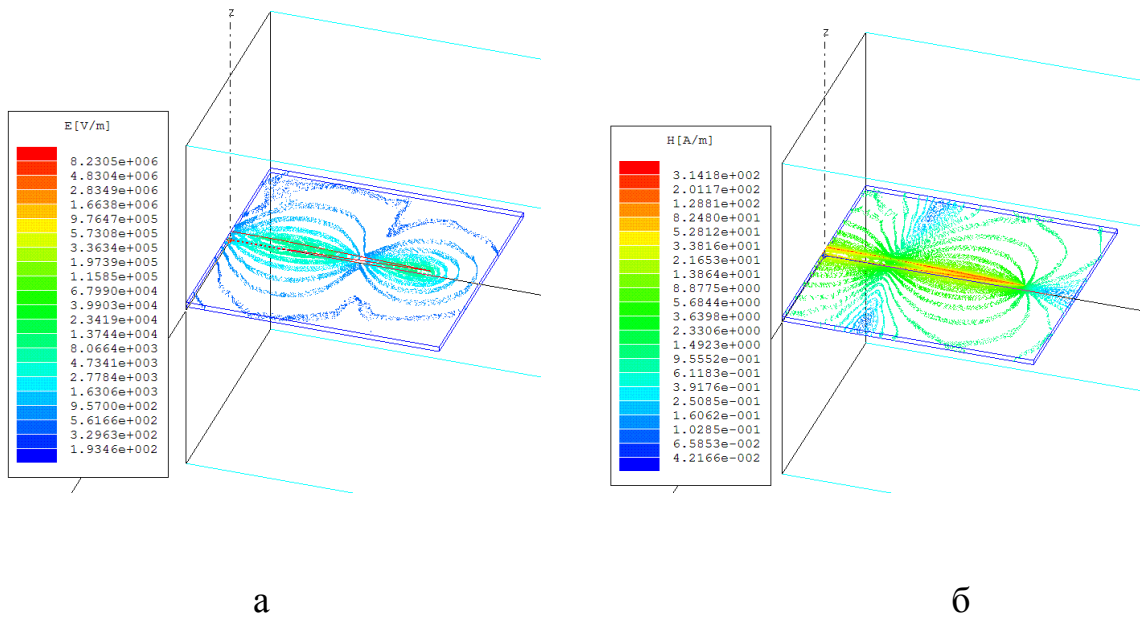 z
E[V/m]
8.2305e+006
4.8304e+006
2.8349e+006
1.6638e+006
9.7647e+005
5.7308e+005
3.3634e+005
1.9739e+005
1.1585e+005
6.7990e+004
3.9903e+004
2.3419e+004
1.3744e+004
8.0664e+003
4.7341e+003
2.7784e+003
1.6306e+003
9.5700e+002
5.6166e+002
3.2963e+002
1.9346e+002
а
z
H[A/m]
3.1418e+002
2.0117e+002
1.2881e+002
8.2480e+001
5.2812e+001
3.3816e+001
2.1653e+001
1.3864e+001
8.8775e+000
5.6844e+000
3.6398e+000
2.3306e+000
1.4923e+000
9.5552e-001
6.1183e-001
3.9176e-001
2.5085e-001
1.6062e-001
1.0285e-001
6.5853e-002
4.2166e-002
б